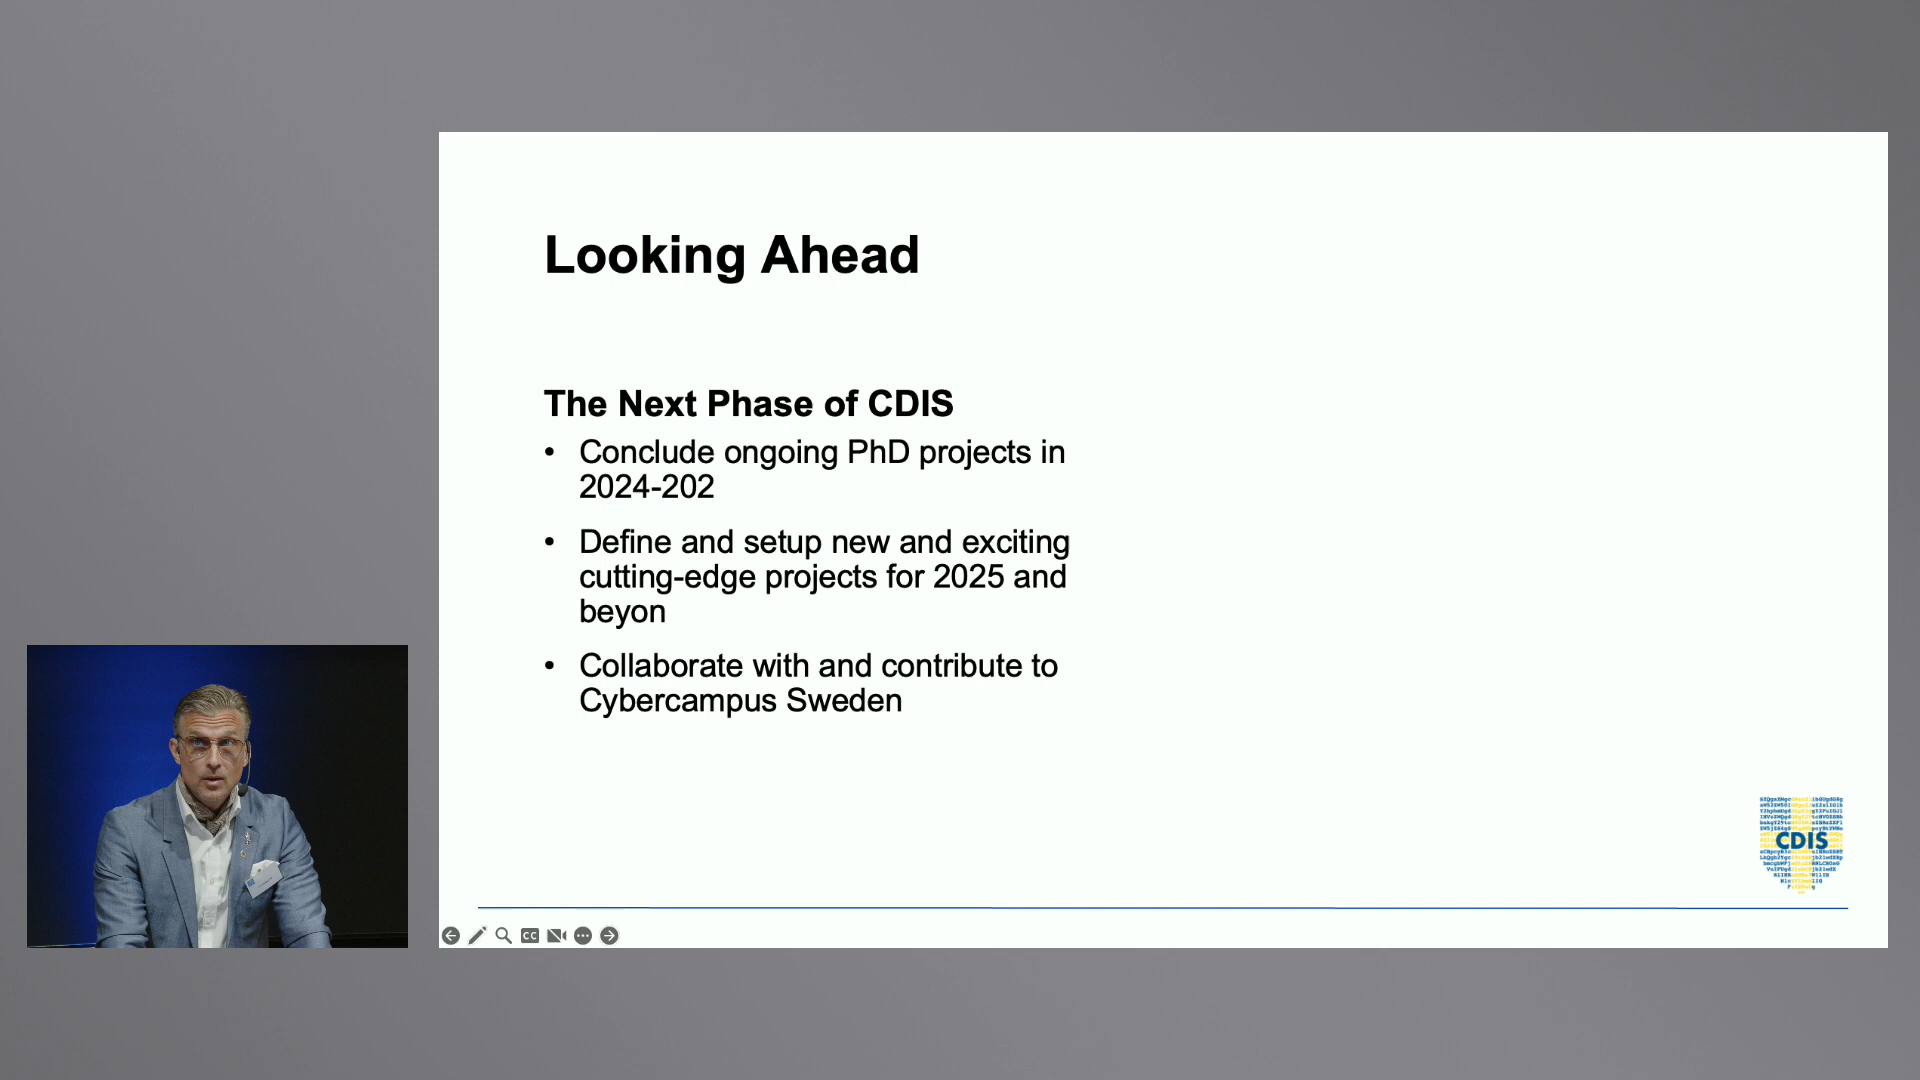 Looking Ahead
The Next Phase of CDIS
• Conclude ongoing PhD projects in
2024-202
• Define and setup new and exciting
cutting-edge projects for 2025 and
beyon
• Collaborate with and contribute to
Cybercampus Sweden
CDIS
CC